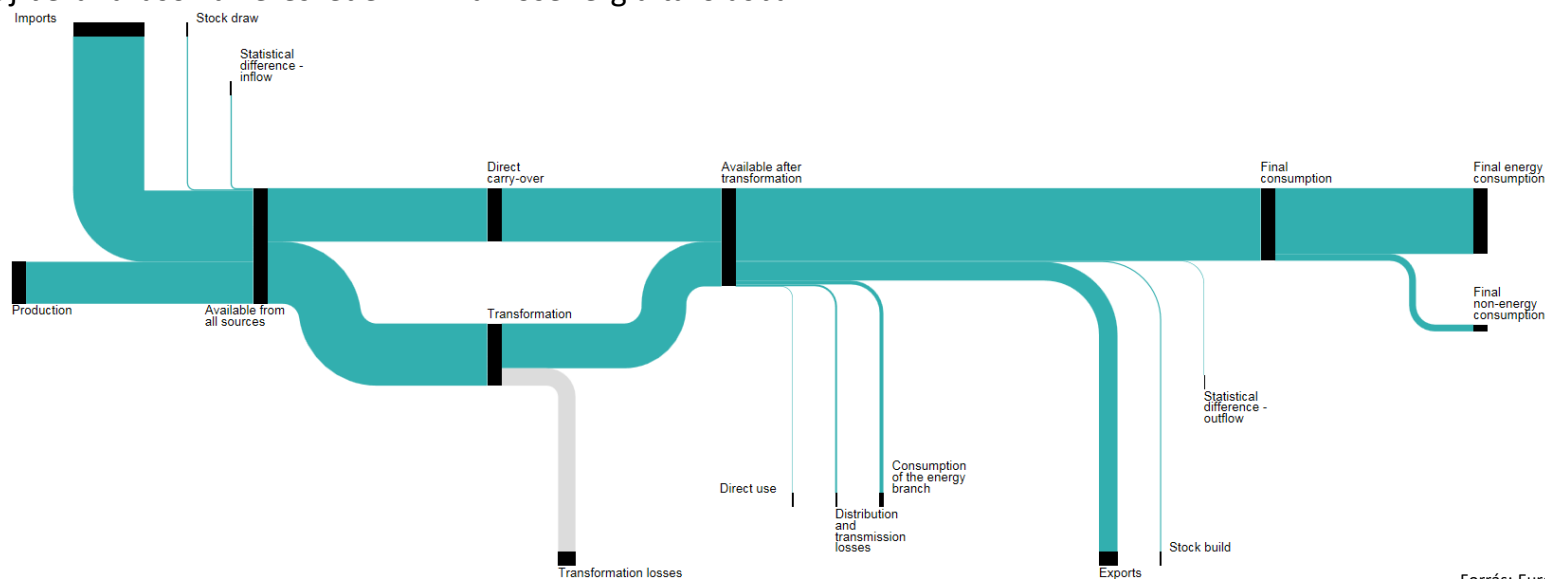 Imports
Stock draw
Statistical
difference -
inflow
Direct
carry-over
Available after
transformation
Final
consumption
Final energy
consumption
Production
Available from
all sources
Transformation
Final
non-energy
consumption
Statistical
difference -
outflow
Consumption
of the energy
branch
Direct use
Distribution
and
transmission
losses
Stock build
Transformation losses
Exports